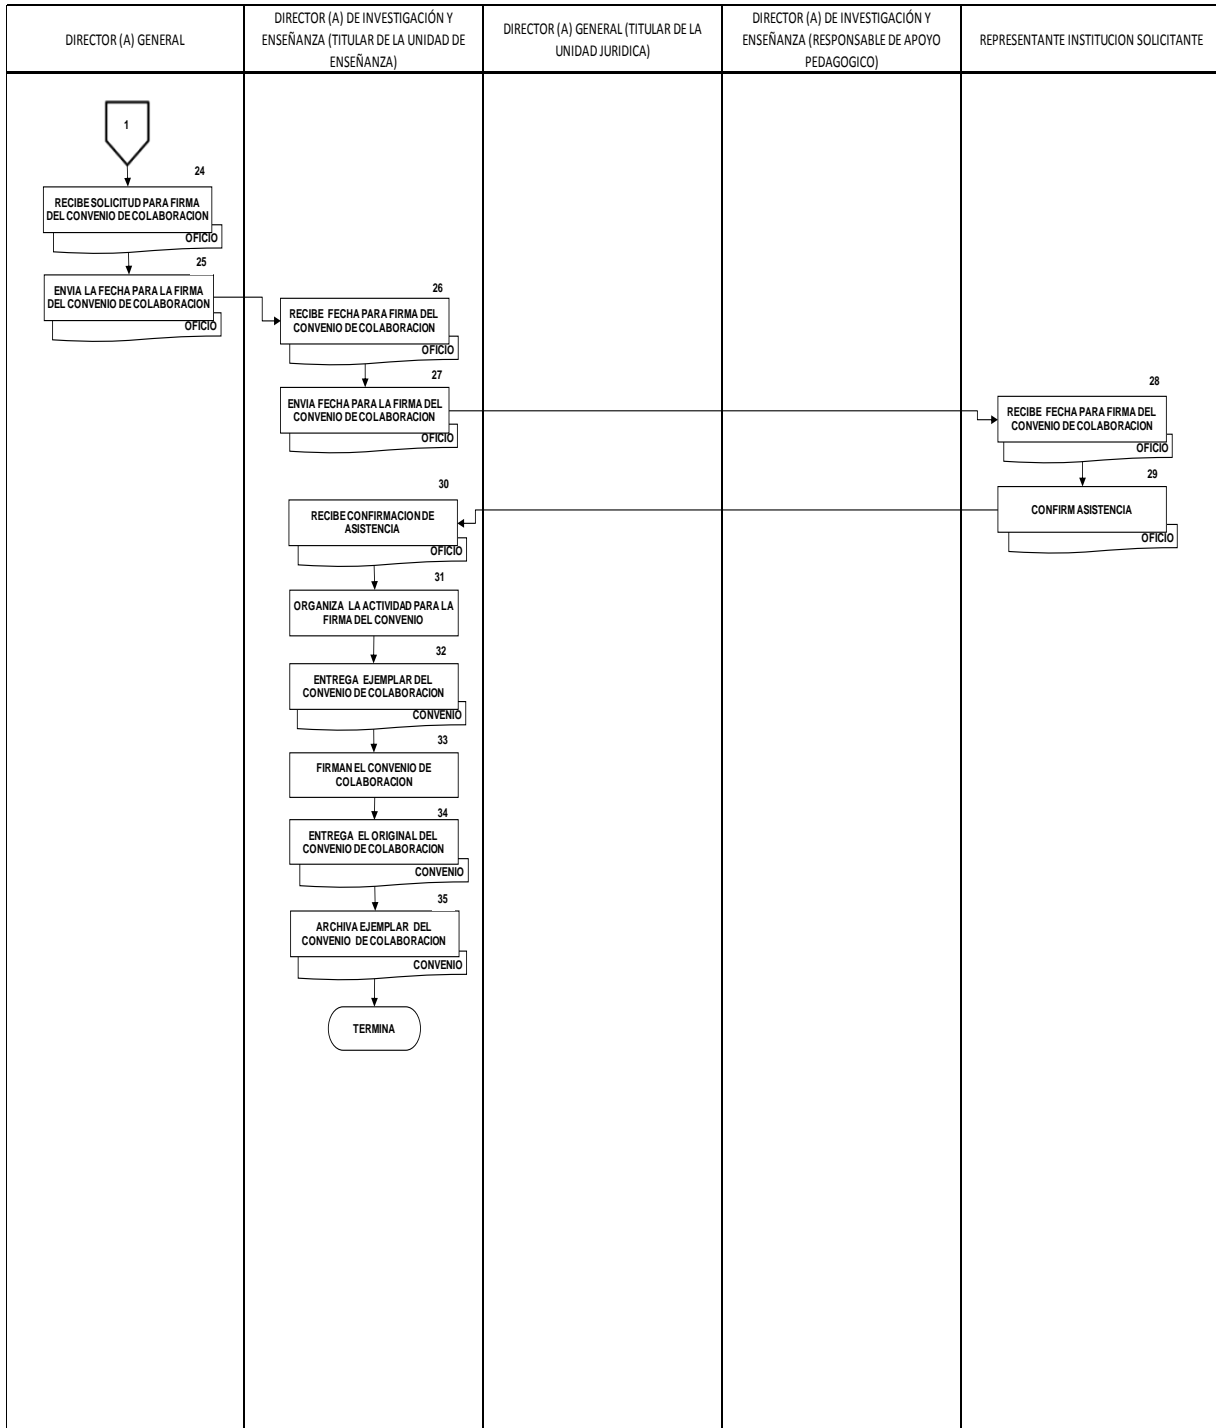 DIRECTOR (A) GENERAL
DIRECTOR (A) DE INVESTIGACIÓN Y
ENSEÑANZA (TITULAR DE LA UNIDAD DE
ENSEÑANZA)
DIRECTOR (A) GENERAL (TITULAR DE LA
UNIDAD JURIDICA)
DIRECTOR (A) DE INVESTIGACIÓN Y
ENSEÑANZA (RESPONSABLE DE APOYO
PEDAGOGICO)
REPRESENTANTE INSTITUCION SOLICITANTE
1
24
RECIBE SOLICITUD PARA FIRMA
DEL CONVENIO DE COLABORACION
OFICIO
25
ENVIA LA FECHA PARA LA FIRMA
DEL CONVENIO DE COLABORACION
OFICIO
26
RECIBE FECHA PARA FIRMA DEL
CONVENIO DE COLABORACION
OFICIO
27
ENVIA FECHA PARA LA FIRMA DEL
CONVENIO DE COLABORACION
OFICIO
28
RECIBE FECHA PARA FIRMA DEL
CONVENIO DE COLABORACION
OFICIO
29
CONFIRM ASISTENCIA
OFICIO
30
RECIBE CONFIRMACION DE
ASISTENCIA
OFICIO
31
ORGANIZA LA ACTIVIDAD PARA LA
FIRMA DEL CONVENIO
32
ENTREGA EJEMPLAR DEL
CONVENIO DE COLABORACION
CONVENIO
33
FIRMAN EL CONVENIO DE
COLABORACION
34
ENTREGA EL ORIGINAL DEL
CONVENIO DE COLABORACION
CONVENIO
35
ARCHIVA EJEMPLAR DEL
CONVENIO DE COLABORACION
CONVENIO
TERMINA